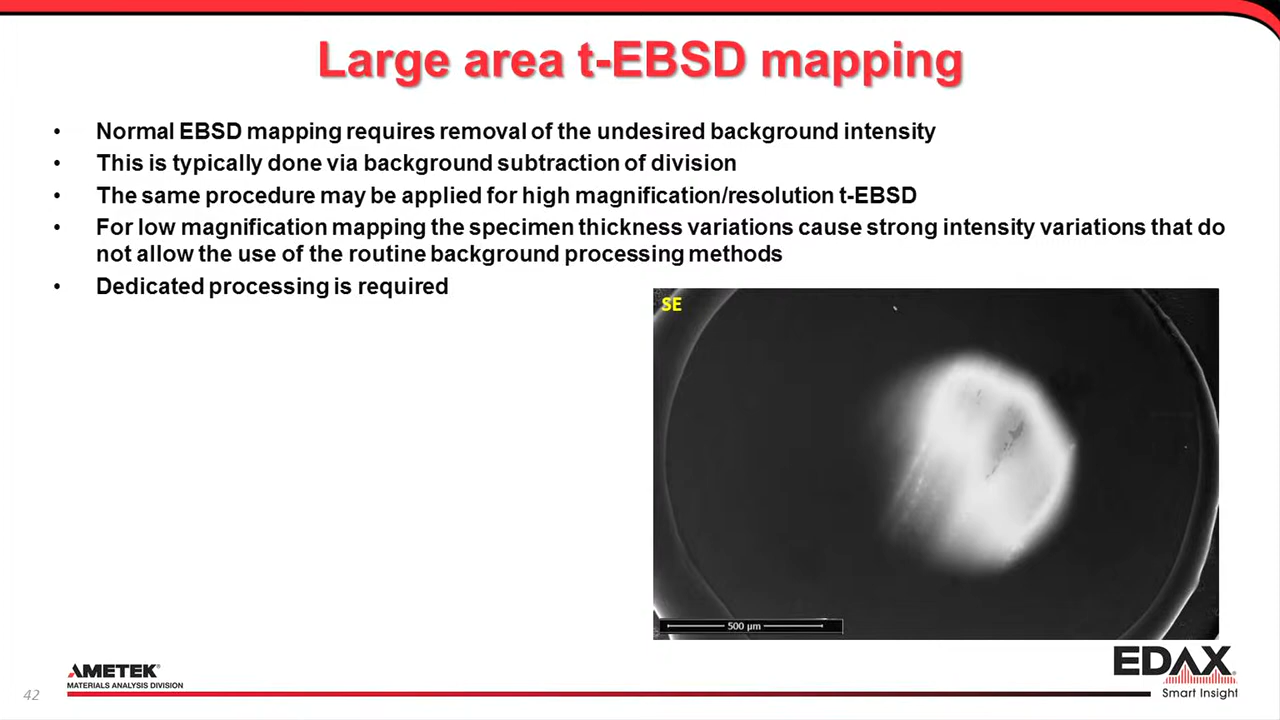 Large area t-EBSD mapping
• Normal EBSD mapping requires removal of the undesired background intensity
• This is typically done via background subtraction of division
• The same procedure may be applied for high magnification/resolution t-EBSD
• For low magnification mapping the specimen thickness variations cause strong intensity variations that do
not allow the use of the routine background processing methods
• Dedicated processing is required
SE
500 µm
AMETEK®
MATERIALS ANALYSIS DIVISION
EDAX®
Smart Insight
42